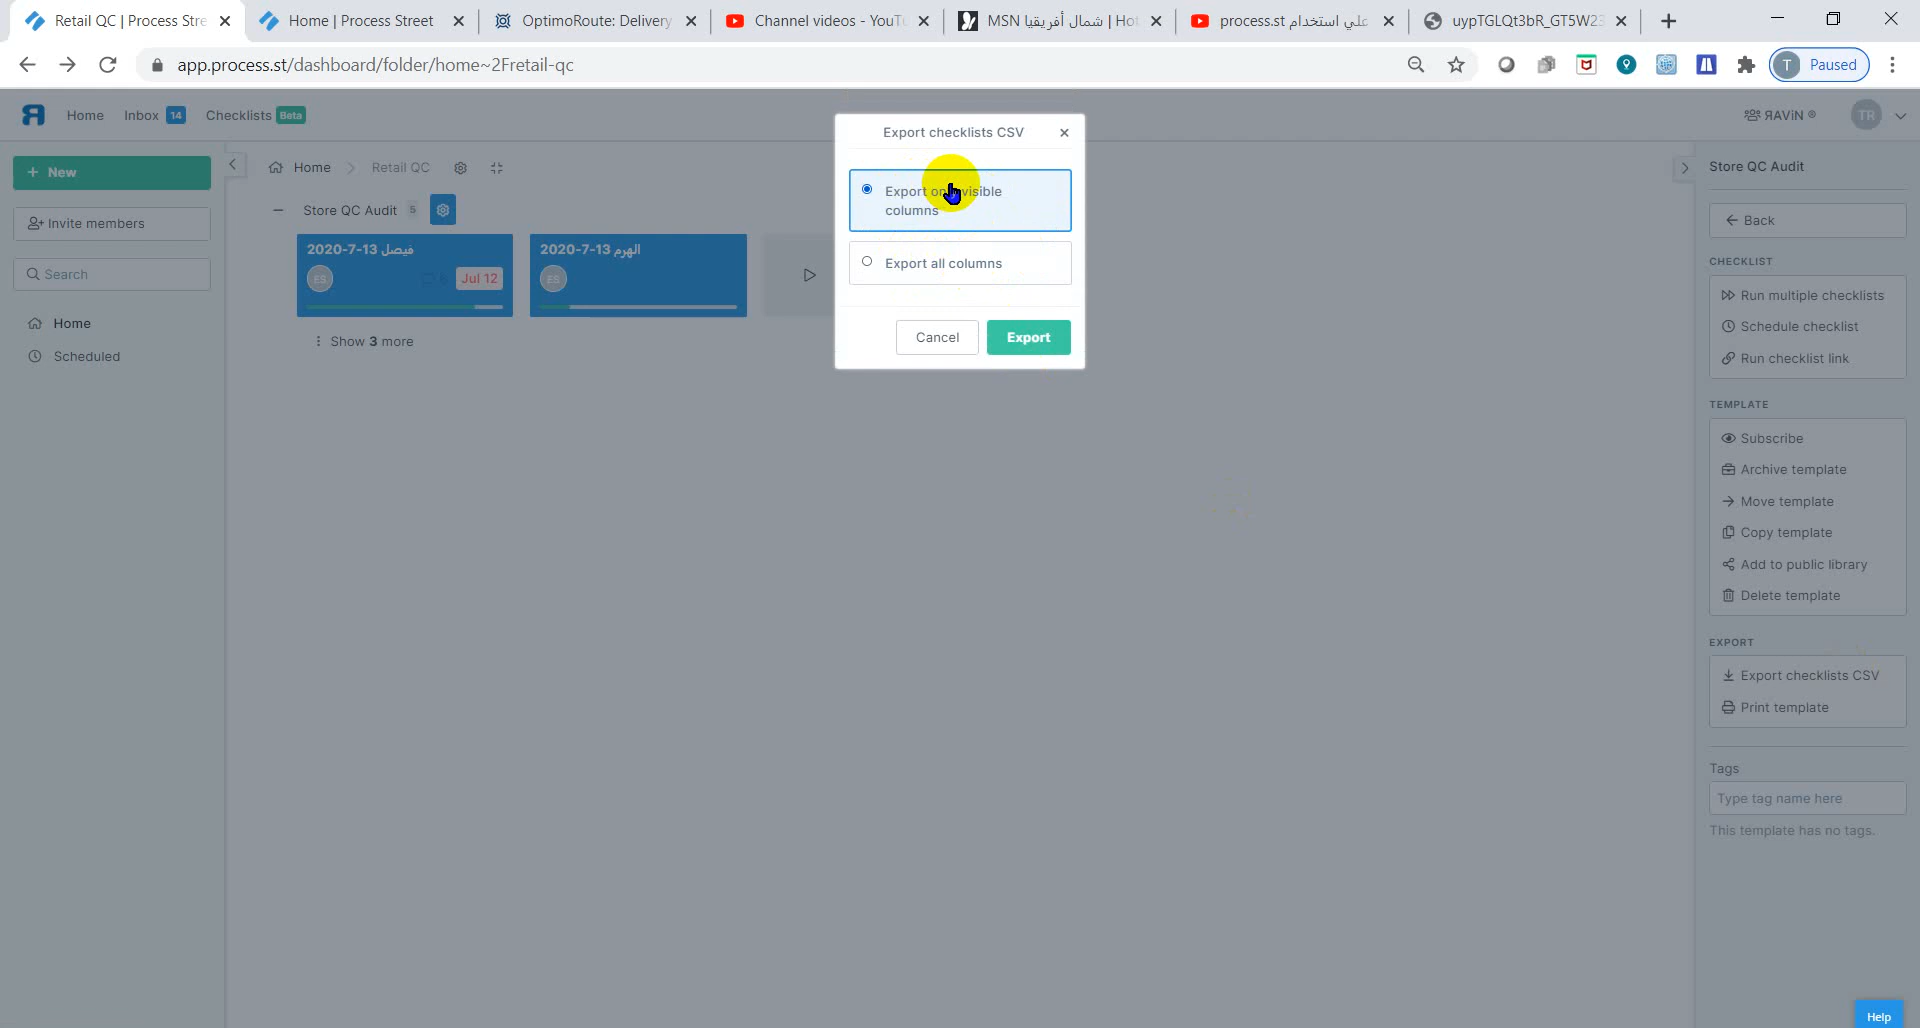 Retail QC | Process Stre
Home | Process Street
OptimoRoute: Delivery
Channel videos - YouTu
MSN شمال أفريقيا | Hot
process.st علي استخدام
uypTGLQt3bR_GT5W23
app.process.st/dashboard/folder/home~2Fretail-qc
T Paused
Home
Inbox 14
Checklists Beta
ЯAViN ®
TR
Export checklists CSV
Export visible
columns
Export all columns
Cancel
Export
+ New
Invite members
Search
Home
Scheduled
Home > Retail QC
Store QC Audit 5
فيصل 13-7-2020
ES
Jul 12
الهرم 13-7-2020
ES
Show 3 more
Store QC Audit
Back
CHECKLIST
Run multiple checklists
Schedule checklist
Run checklist link
TEMPLATE
Subscribe
Archive template
Move template
Copy template
Add to public library
Delete template
EXPORT
Export checklists CSV
Print template
Tags
Type tag name here
This template has no tags.
Help